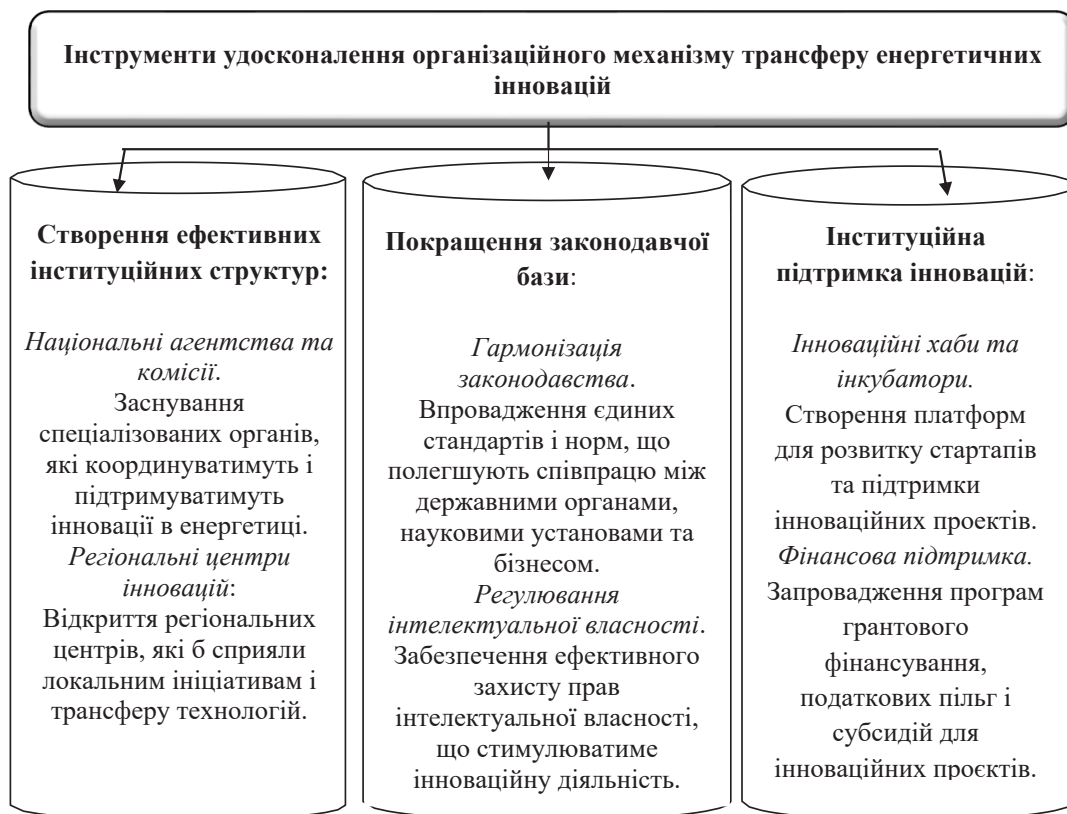 Інструменти удосконалення організаційного механізму трансферу енергетичних
інновацій
Створення ефективних
інституційних структур:
Національні агентства та
комісії.
Заснування
спеціалізованих органів,
які координуватимуть і
підтримуватимуть
інновації в енергетиці.
Регіональні центри
інновацій:
Відкриття регіональних
центрів, які б сприяли
локальним ініціативам і
трансферу технологій.
Покращення законодавчої
бази:
Гармонізація
законодавства.
Впровадження єдиних
стандартів і норм, що
полегшують співпрацю між
державними органами,
науковими установами та
бізнесом.
Регулювання
інтелектуальної власності.
Забезпечення ефективного
захисту прав
інтелектуальної власності,
що стимулюватиме
інноваційну діяльність.
Інституційна
підтримка інновацій:
Інноваційні хаби та
інкубатори.
Створення платформ
для розвитку стартапів
та підтримки
інноваційних проектів.
Фінансова підтримка.
Запровадження програм
грантового
фінансування,
податкових пільг і
субсидій для
інноваційних проєктів.